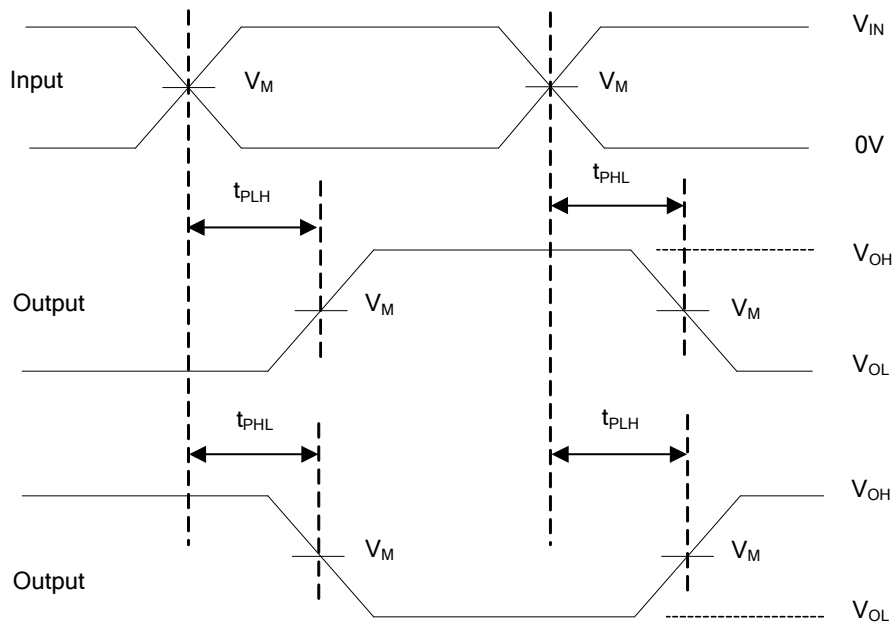 V_IN
Input
V_M
V_M
0V
t_PLH
t_PHL
V_OH
Output
V_M
V_M
V_OL
t_PHL
t_PLH
V_OH
V_M
V_M
Output
V_OL